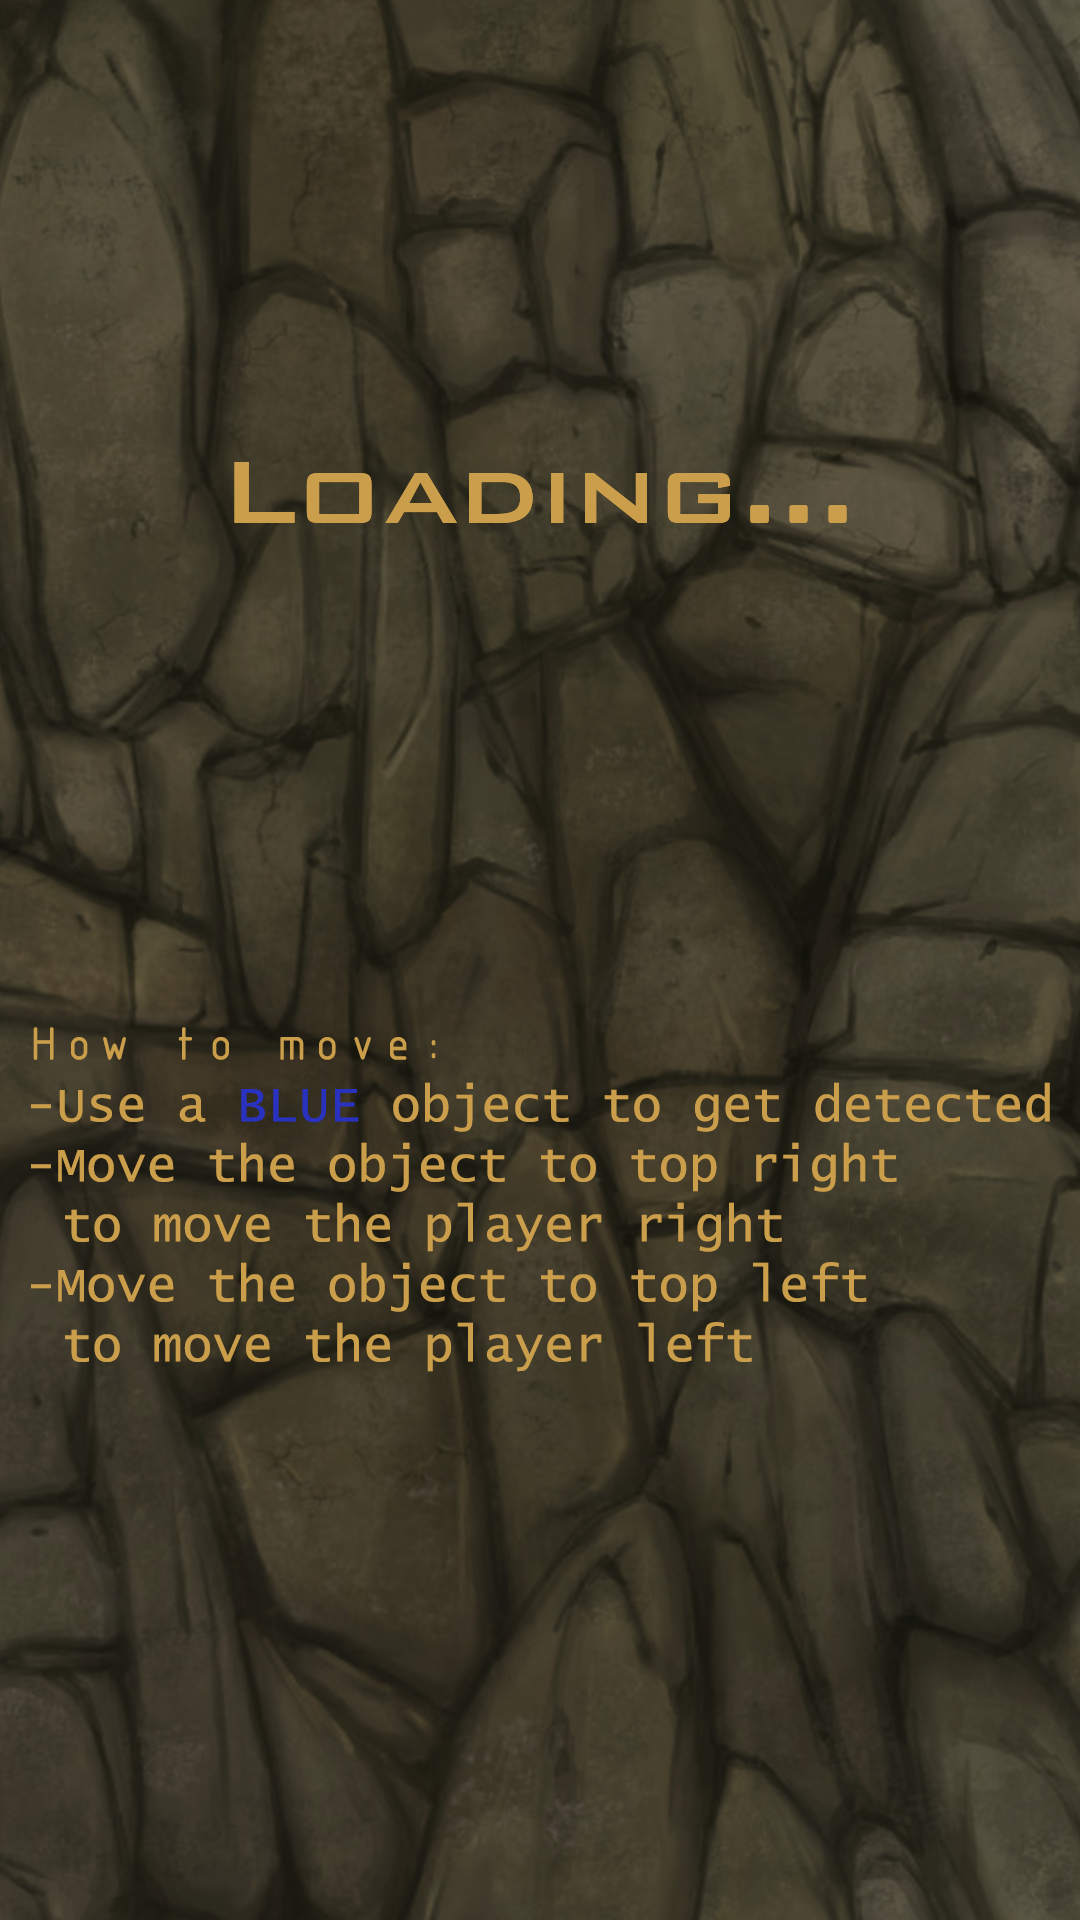 Loading...
How to move:
-Use a BLUE object to get detected
-Move the object to top right
to move the player right
-Move the object to top left
to move the player left